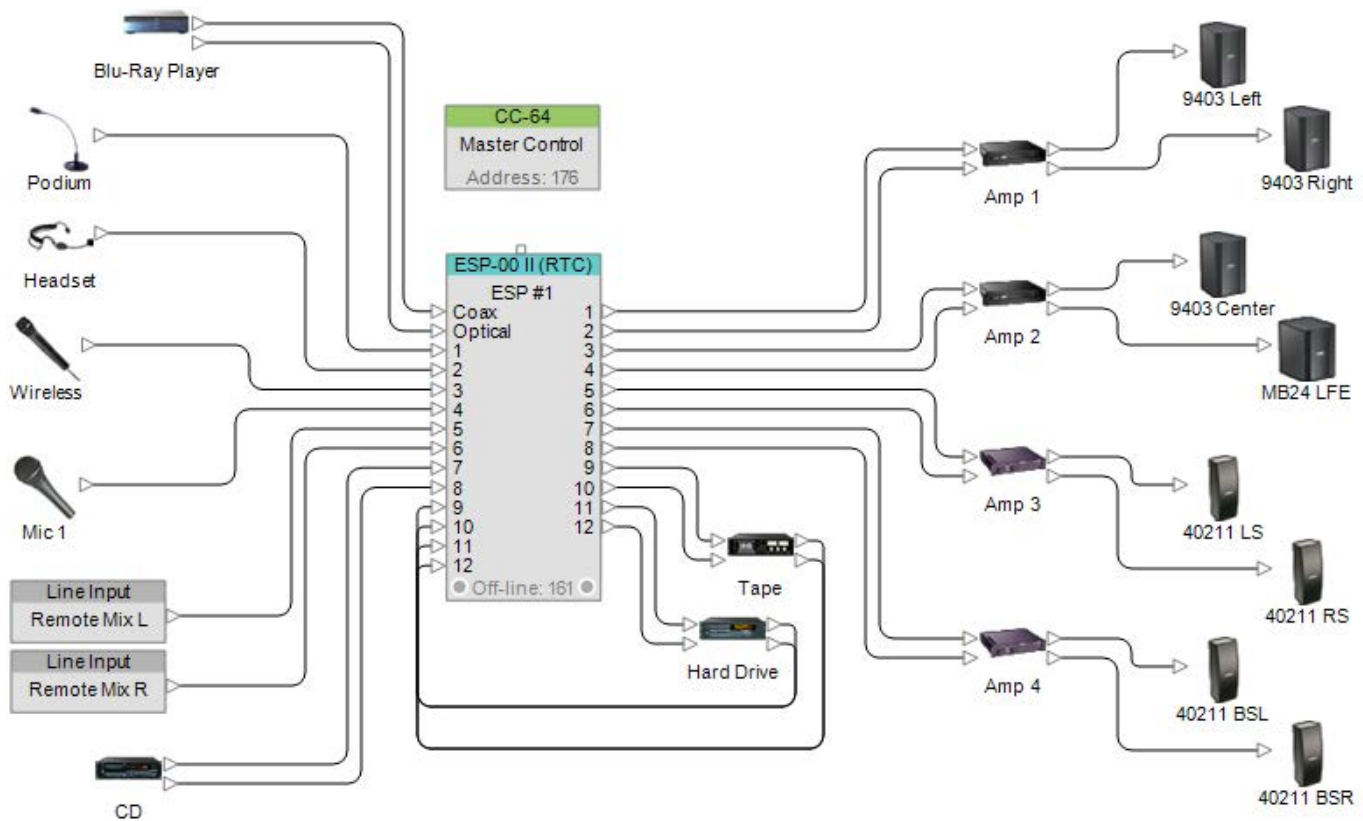 Blu-Ray Player
Podium
Headset
Wireless
Mic 1
Line Input
Remote Mix L
Line Input
Remote Mix R
CD
CC-64
Master Control
Address: 176
ESP-00 II (RTC)
ESP #1
Coax 1
Optical 2
1 3
2 4
3 5
4 6
5 7
6 8
7 9
8 10
9 11
10 12
11
12
Off-line: 161
Tape
Hard Drive
Amp 1
Amp 2
Amp 3
Amp 4
9403 Left
9403 Right
9403 Center
MB24 LFE
40211 LS
40211 RS
40211 BSL
40211 BSR